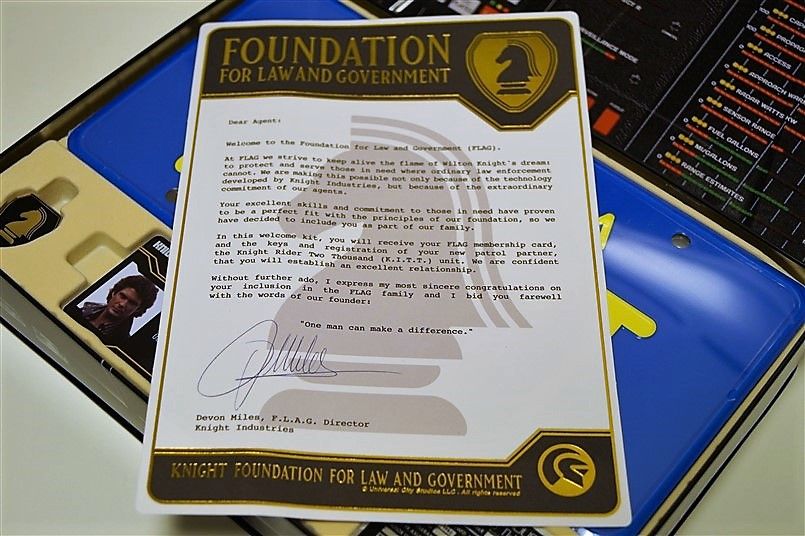 FOUNDATION
FOR LAW AND GOVERNMENT
Dear Agent:
Welcome to the Foundation for Law and Government (FLAG).
At FLAG we strive to keep alive the flame of Wilton Knight's dream:
to protect and serve those in need where ordinary law enforcement
cannot. We are making this possible not only because of the technology
developed by Knight Industries, but because of the extraordinary
commitment of our agents.
Your excellent skills and commitment to those in need have proven
to be a perfect fit with the principles of our foundation, so we
have decided to include you as part of our family.
In this welcome kit, you will receive your FLAG membership card,
and the keys and registration of your new patrol partner,
the Knight Rider Two Thousand (K.I.T.T.) unit. We are confident
that you will establish an excellent relationship.
Without further ado, I express my most sincere congratulations on
your inclusion in the FLAG family and I bid you farewell
with the words of our founder:
"One man can make a difference."
Devon Miles, F.L.A.G. Director
Knight Industries
KNIGHT FOUNDATION FOR LAW AND GOVERNMENT
© Universal City Studios LLC. All rights reserved
MODE
ACCESS
RADAR WATTS KW
SENSOR RANGE
FUEL GALLONS
RANGE ESTIMATES